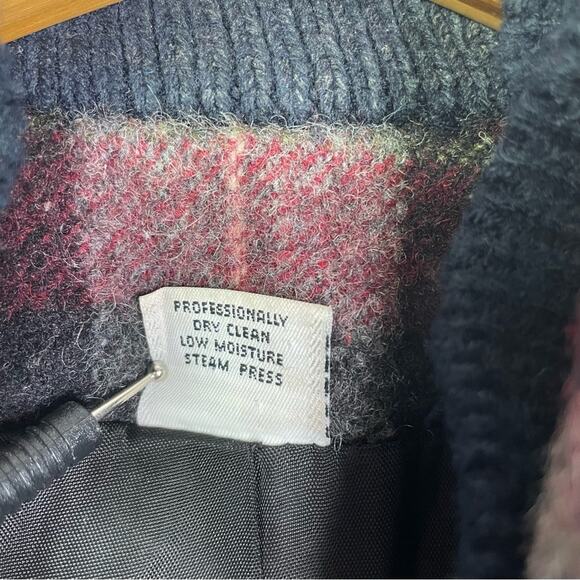 PROFESSIONALLY
DRY CLEAN
LOW MOISTURE
STEAM PRESS